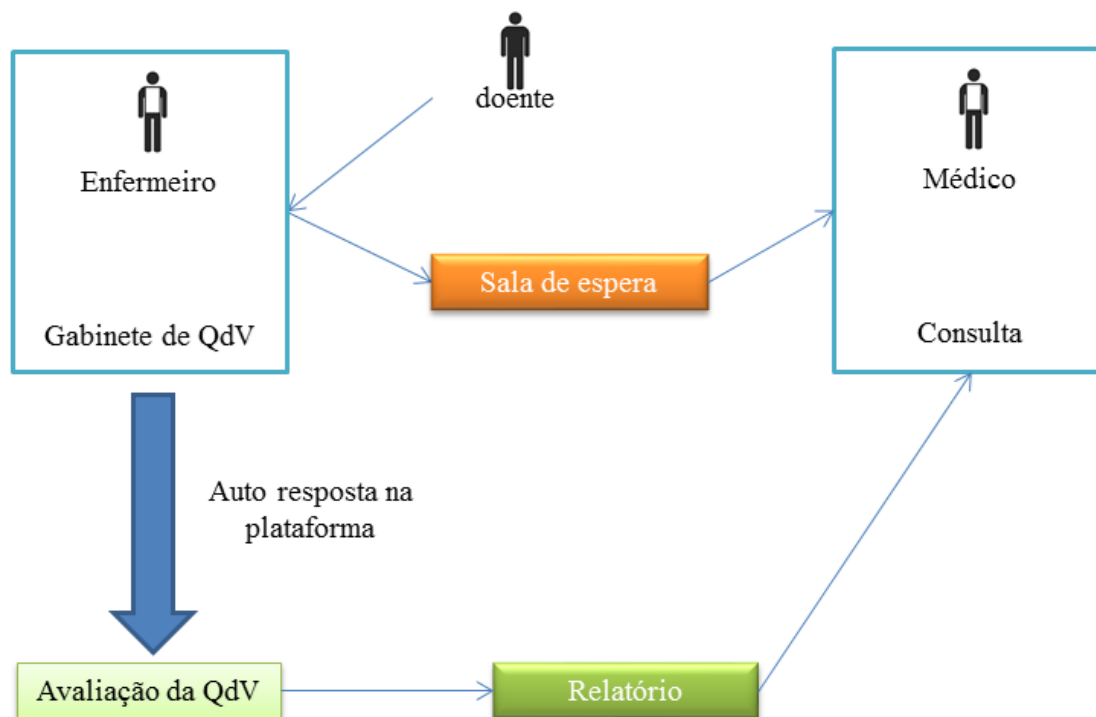 doente
Enfermeiro
Médico
Sala de espera
Gabinete de QdV
Consulta
Auto resposta na
plataforma
Avaliação da QdV
Relatório